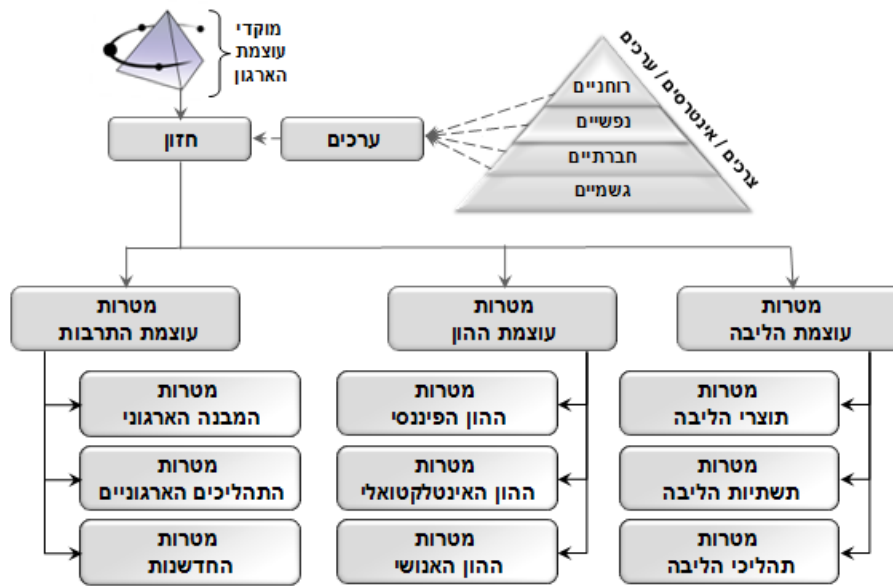 מוקדי
עוצמת
הארגון
צרכים / אינטרסים / ערכים
רוחניים
נפשיים
חברתיים
גשמיים
ערכים
חזון
מטרות
עוצמת הליבה
מטרות
עוצמת ההון
מטרות
עוצמת התרבות
מטרות
תוצרי הליבה
מטרות
תשתיות הליבה
מטרות
תהליכי הליבה
מטרות
ההון הפיננסי
מטרות
ההון האינטלקטואלי
מטרות
ההון האנושי
מטרות
המבנה הארגוני
מטרות
התהליכים הארגוניים
מטרות
החדשנות